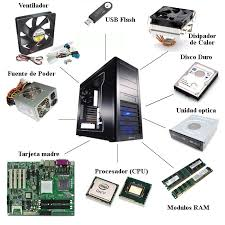 Ventilador
USB Flash
Disipador
de Calor
Fuente de Poder
Disco Duro
Unidad optica
Tarjeta madre
Procesador (CPU)
Modulos RAM